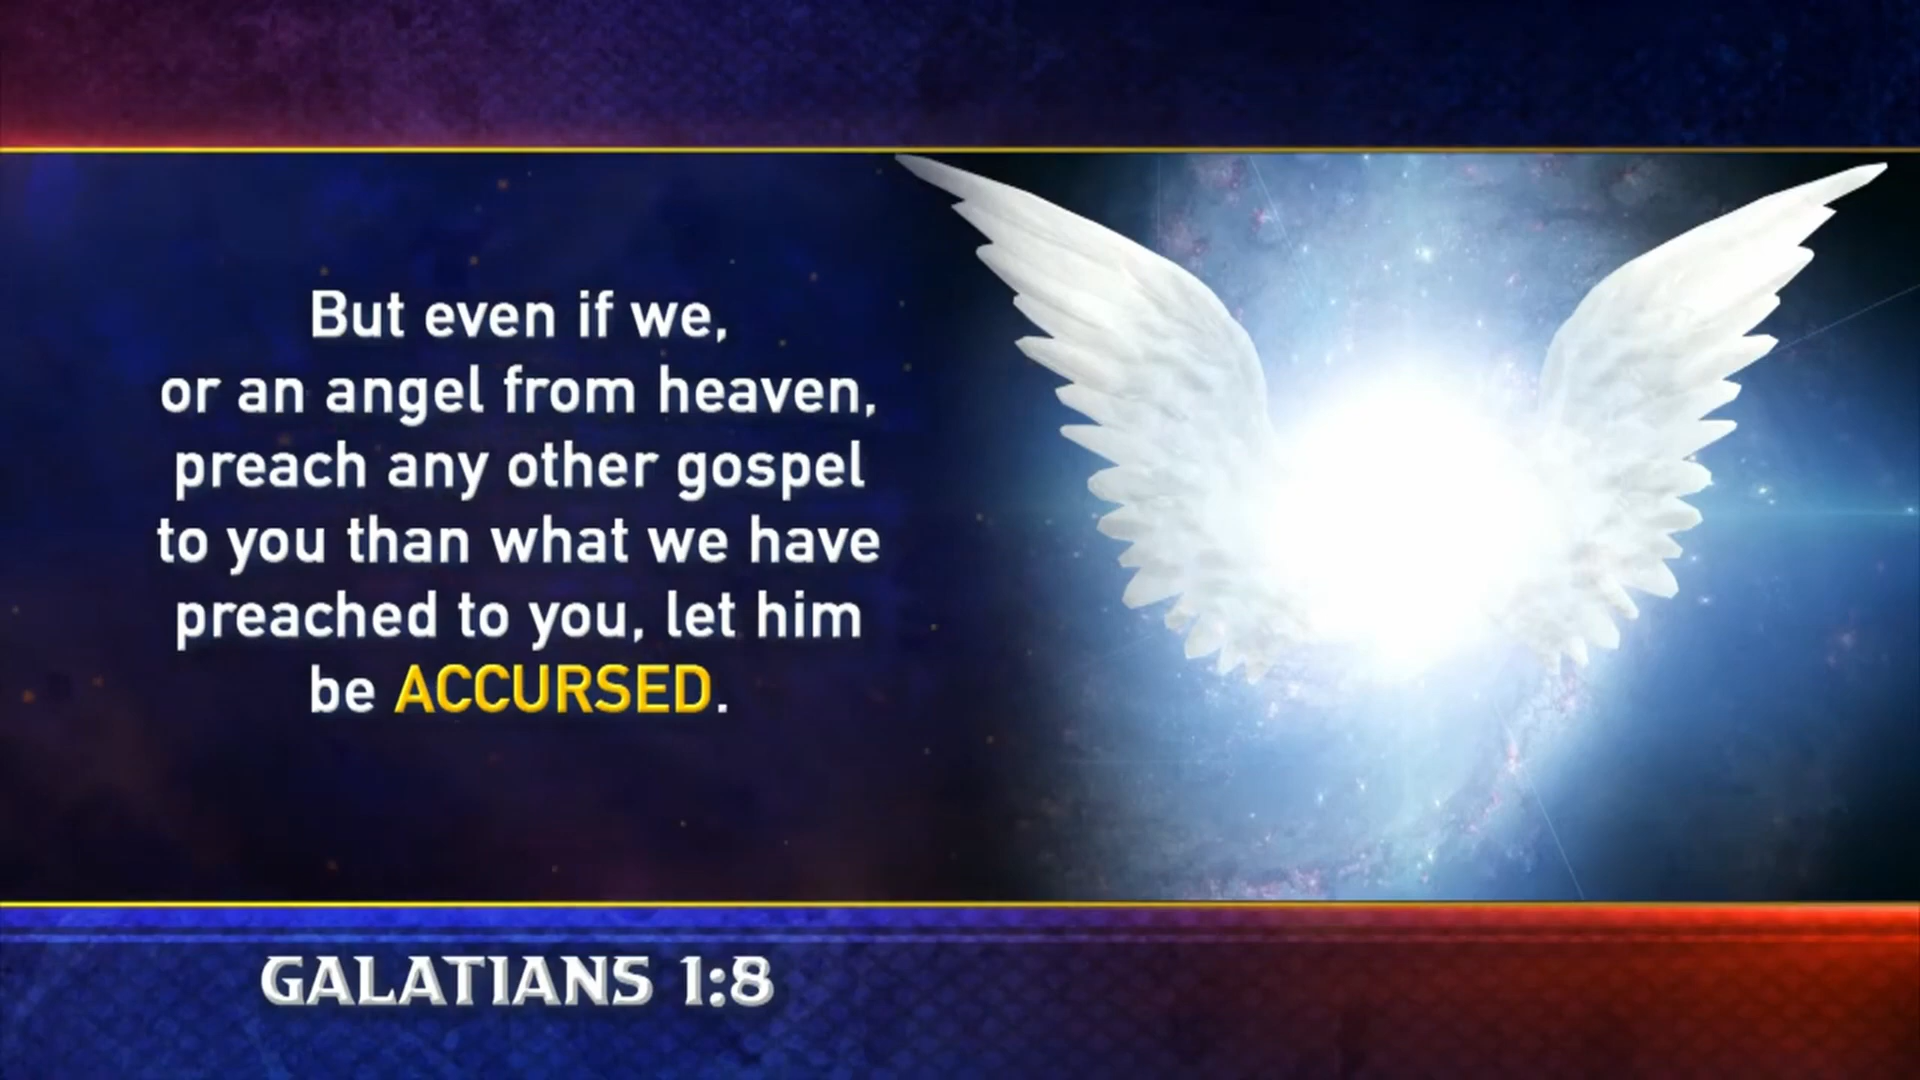 But even if we,
or an angel from heaven,
preach any other gospel
to you than what we have
preached to you, let him
be ACCURSED.
GALATIANS 1:8